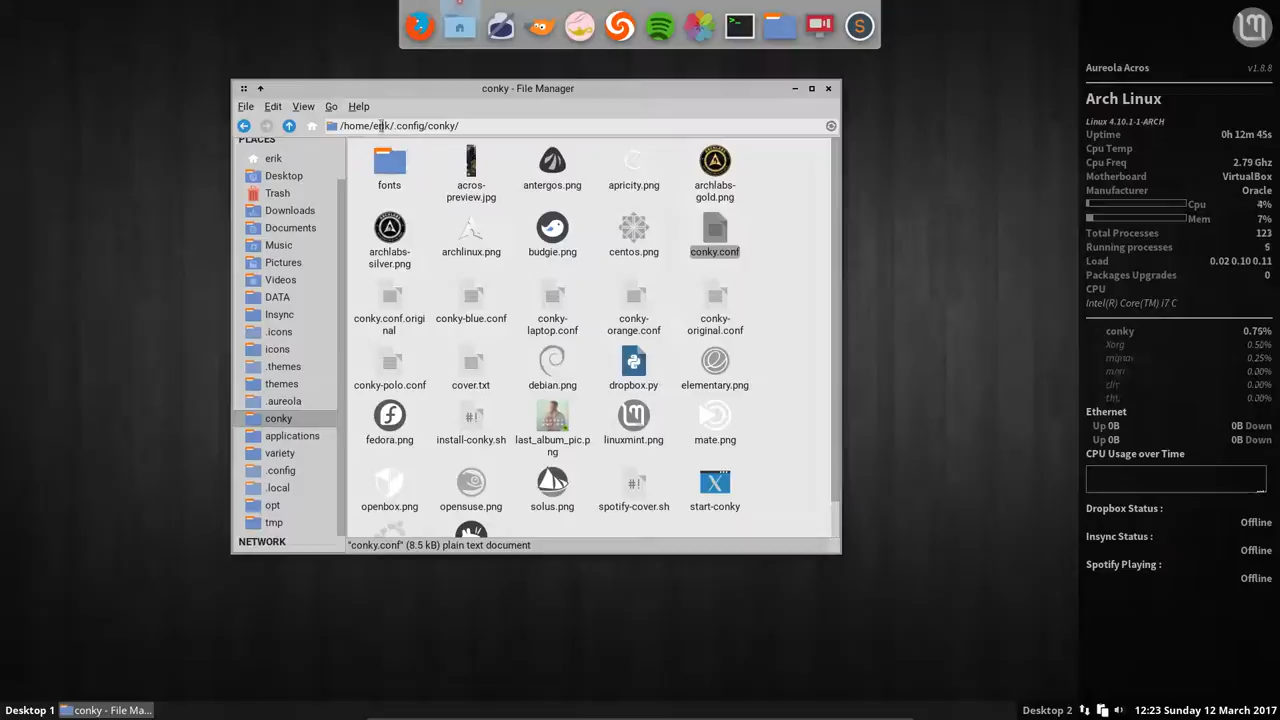 conky - File Manager
File Edit View Go Help
/home/erik/.config/conky/
PLACES
erik
Desktop
Trash
Downloads
Documents
Music
Pictures
Videos
DATA
Insync
.icons
icons
.themes
themes
.aureola
conky
applications
variety
.config
.local
opt
tmp
NETWORK
fonts
acros-
preview.jpg
antergos.png
apricity.png
archlabs-
gold.png
archlabs-
silver.png
archlinux.png
budgie.png
centos.png
conky.conf
conky.conf.origi
nal
conky-blue.conf
conky-
laptop.conf
conky-
orange.conf
conky-
original.conf
conky-polo.conf
cover.txt
debian.png
dropbox.py
elementary.png
fedora.png
install-conky.sh
last_album_pic.p
ng
linuxmint.png
mate.png
openbox.png
opensuse.png
solus.png
spotify-cover.sh
start-conky
"conky.conf" (8.5 kB) plain text document
Aureola Acros v1.8.8
Arch Linux
Linux 4.10.1-1-ARCH
Uptime 0h 12m 45s
Cpu Temp
Cpu Freq 2.79 Ghz
Motherboard VirtualBox
Manufacturer Oracle
Cpu 4%
Mem 7%
Total Processes 123
Running processes 5
Load 0.02 0.10 0.11
Packages Upgrades 0
CPU
Intel(R) Core(TM) i7 C
conky 0.75%
Xorg 0.50%
0.25%
0.00%
0.00%
0.00%
Ethernet
Up 0B 0B Down
Up 0B 0B Down
CPU Usage over Time
Dropbox Status :
Offline
Insync Status :
Offline
Spotify Playing :
Offline
Desktop 1 conky - File Ma...
Desktop 2 12:23 Sunday 12 March 2017